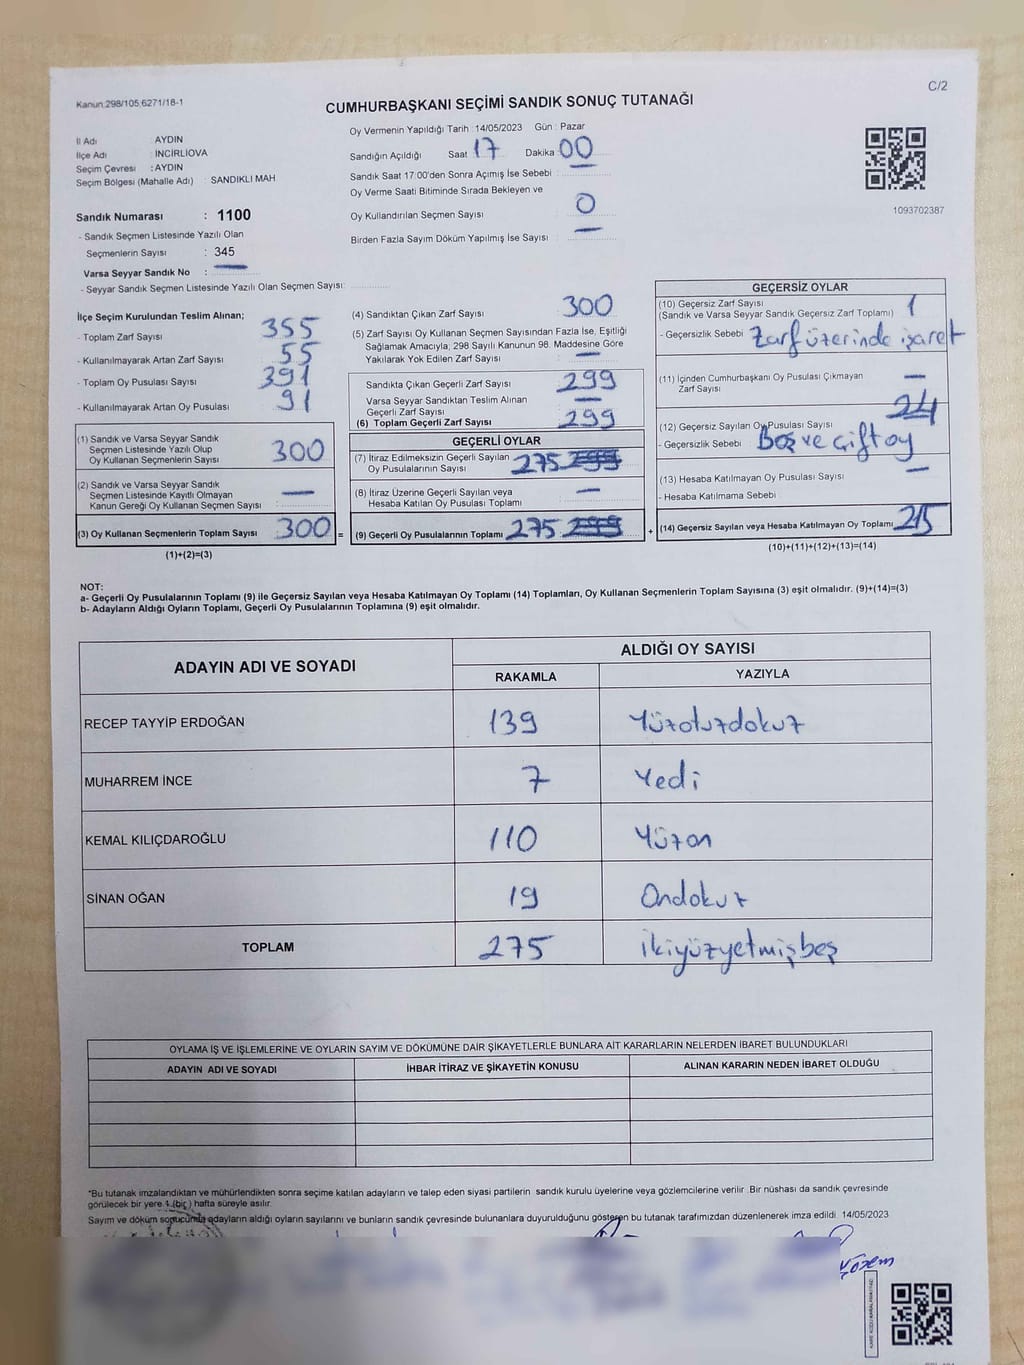 C/2
Kanun:298/105;6271/18-1
CUMHURBAŞKANI SEÇİMİ SANDIK SONUÇ TUTANAĞI
İl Adı : AYDIN
İlçe Adı : İNCİRLİOVA
Seçim Çevresi : AYDIN
Seçim Bölgesi (Mahalle Adı) : SANDIKLI MAH.
Sandık Numarası : 1100
- Sandık Seçmen Listesinde Yazılı Olan
Seçmenlerin Sayısı : 345
Varsa Seyyar Sandık No : —
- Seyyar Sandık Seçmen Listesinde Yazılı Olan Seçmen Sayısı:
Oy Vermenin Yapıldığı Tarih : 14/05/2023 Gün : Pazar
Sandığın Açıldığı Saat 17 Dakika 00
Sandık Saat 17:00'den Sonra Açımış İse Sebebi : —
Oy Verme Saati Bitiminde Sırada Bekleyen ve
Oy Kullandırılan Seçmen Sayısı : 0
Birden Fazla Sayım Döküm Yapılmış İse Sayısı : —
1093702387
İlçe Seçim Kurulundan Teslim Alınan;
- Toplam Zarf Sayısı 355
- Kullanılmayarak Artan Zarf Sayısı 55
- Toplam Oy Pusulası Sayısı 391
- Kullanılmayarak Artan Oy Pusulası 91
(1) Sandık ve Varsa Seyyar Sandık
Seçmen Listesinde Yazılı Olup
Oy Kullanan Seçmenlerin Sayısı 300
(2) Sandık ve Varsa Seyyar Sandık
Seçmen Listesinde Kayıtlı Olmayan
Kanun Gereği Oy Kullanan Seçmen Sayısı : —
(3) Oy Kullanan Seçmenlerin Toplam Sayısı 300 =
(1)+(2)=(3)
(4) Sandıktan Çıkan Zarf Sayısı 300
(5) Zarf Sayısı Oy Kullanan Seçmen Sayısından Fazla İse, Eşitliği
Sağlamak Amacıyla, 298 Sayılı Kanunun 98. Maddesine Göre
Yakılarak Yok Edilen Zarf Sayısı —
Sandıkta Çıkan Geçerli Zarf Sayısı 299
Varsa Seyyar Sandıktan Teslim Alınan
Geçerli Zarf Sayısı —
(6) Toplam Geçerli Zarf Sayısı 299
GEÇERLİ OYLAR
(7) İtiraz Edilmeksizin Geçerli Sayılan
Oy Pusulalarının Sayısı 275 299
(8) İtiraz Üzerine Geçerli Sayılan veya
Hesaba Katılan Oy Pusulası Toplamı —
(9) Geçerli Oy Pusulalarının Toplamı 275 299 +
GEÇERSİZ OYLAR
(10) Geçersiz Zarf Sayısı
(Sandık ve Varsa Seyyar Sandık Geçersiz Zarf Toplamı) 1
- Geçersizlik Sebebi : Zarf üzerinde işaret
(11) İçinden Cumhurbaşkanı Oy Pusulası Çıkmayan
Zarf Sayısı —
(12) Geçersiz Sayılan Oy Pusulası Sayısı 24
- Geçersizlik Sebebi : Boş ve çift oy
(13) Hesaba Katılmayan Oy Pusulası Sayısı —
- Hesaba Katılmama Sebebi :
(14) Geçersiz Sayılan veya Hesaba Katılmayan Oy Toplamı 25
(10)+(11)+(12)+(13)=(14)
NOT:
a- Geçerli Oy Pusulalarının Toplamı (9) ile Geçersiz Sayılan veya Hesaba Katılmayan Oy Toplamı (14) Toplamları, Oy Kullanan Seçmenlerin Toplam Sayısına (3) eşit olmalıdır. (9)+(14)=(3)
b- Adayların Aldığı Oyların Toplamı, Geçerli Oy Pusulalarının Toplamına (9) eşit olmalıdır.
ADAYIN ADI VE SOYADI ALDIĞI OY SAYISI
RAKAMLA YAZIYLA
RECEP TAYYİP ERDOĞAN 139 Yüzotuzdokuz
MUHARREM İNCE 7 Yedi
KEMAL KILIÇDAROĞLU 110 Yüzon
SİNAN OĞAN 19 Ondokuz
TOPLAM 275 İkiyüzyetmişbeş
OYLAMA İŞ VE İŞLEMLERİNE VE OYLARIN SAYIM VE DÖKÜMÜNE DAİR ŞİKAYETLERLE BUNLARA AİT KARARLARIN NELERDEN İBARET BULUNDUKLARI
ADAYIN ADI VE SOYADI İHBAR İTİRAZ VE ŞİKAYETİN KONUSU ALINAN KARARIN NEDEN İBARET OLDUĞU
*Bu tutanak imzalandıktan ve mühürlendikten sonra seçime katılan adayların ve talep eden siyasi partilerin sandık kurulu üyelerine veya gözlemcilerine verilir .Bir nüshası da sandık çevresinde
görülecek bir yere 1 (bir) hafta süreyle asılır.
Sayım ve döküm sonucunda adayların aldığı oyların sayılarını ve bunların sandık çevresinde bulunanlara duyurulduğunu gösteren bu tutanak tarafımızdan düzenlenerek imza edildi. 14/05/2023